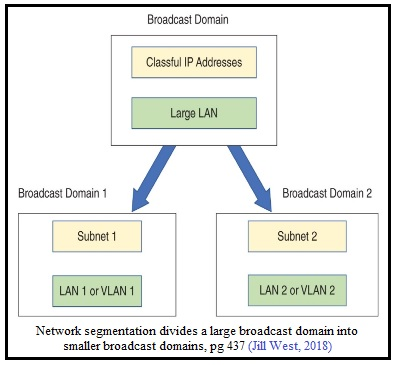 Broadcast Domain
Classful IP Addresses
Large LAN
Broadcast Domain 1
Broadcast Domain 2
Subnet 1
Subnet 2
LAN 1 or VLAN 1
LAN 2 or VLAN 2
Network segmentation divides a large broadcast domain into
smaller broadcast domains, pg 437 (Jill West, 2018)